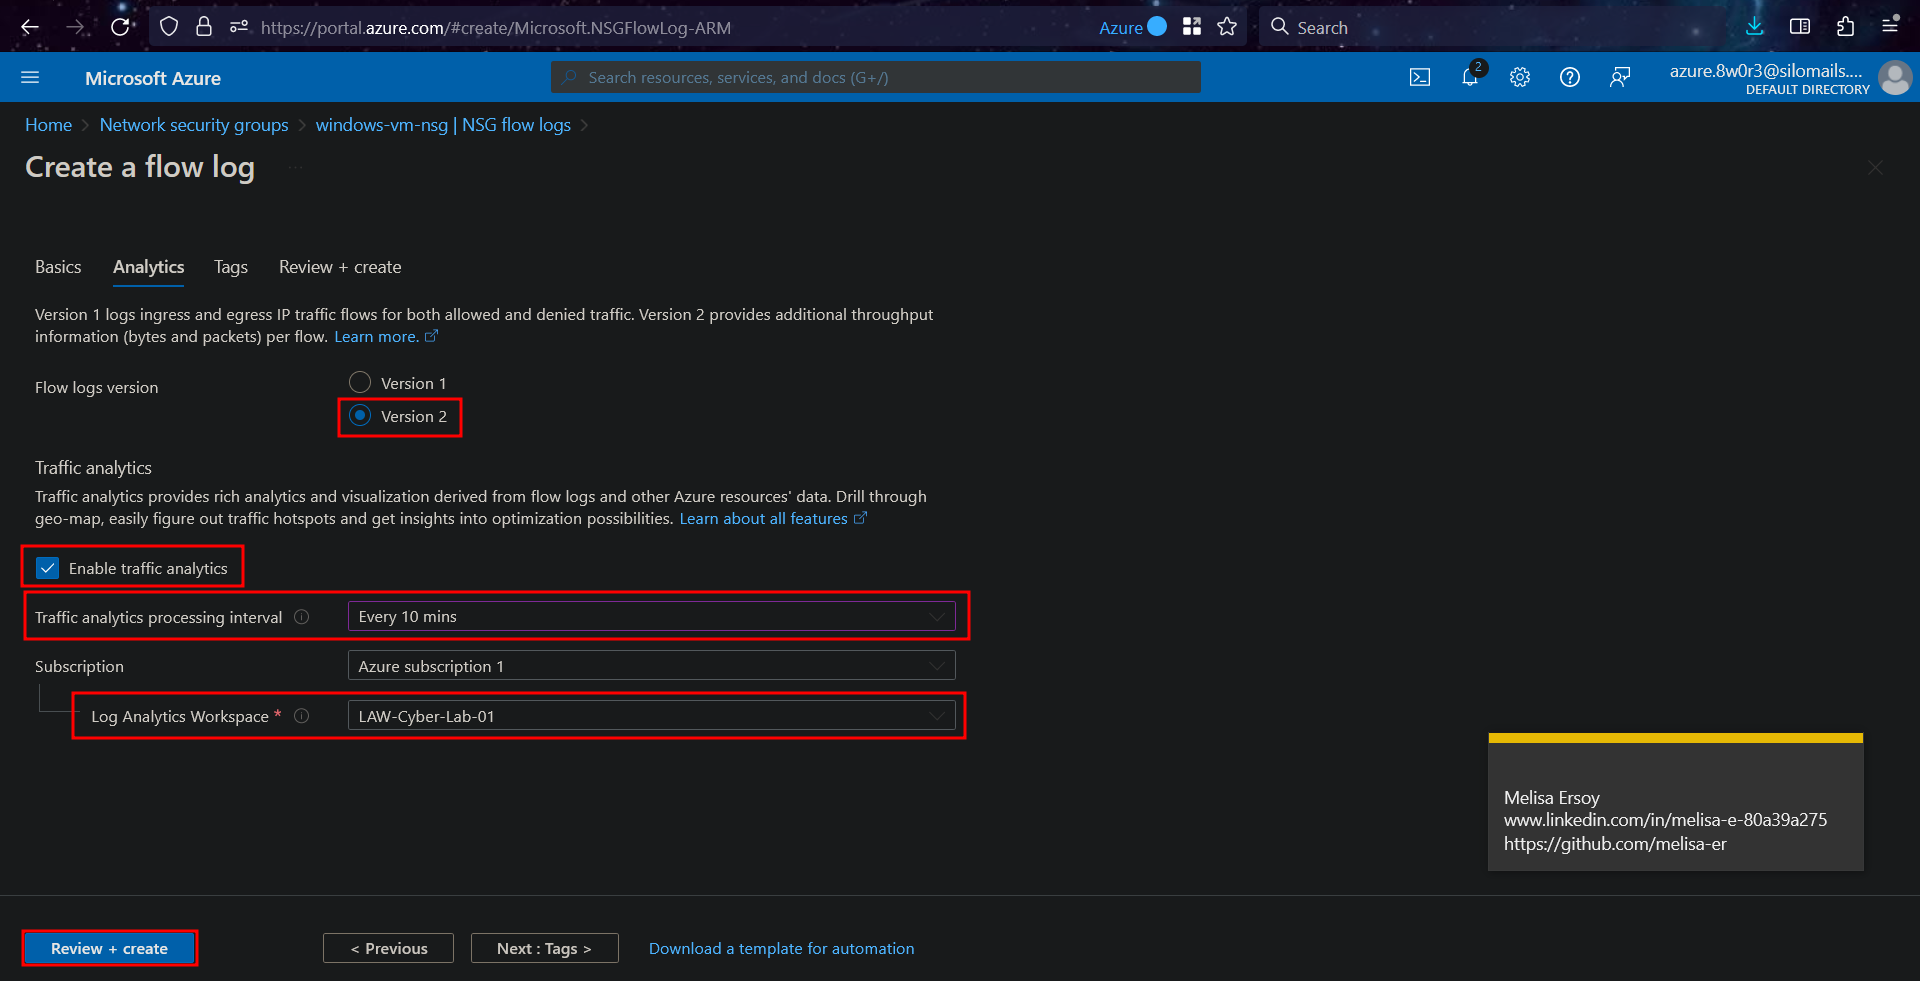 https://portal.azure.com/#create/Microsoft.NSGFlowLog-ARM
Azure
Search
Microsoft Azure
Search resources, services, and docs (G+/)
2
azure.8w0r3@silomails....
DEFAULT DIRECTORY
Home > Network security groups > windows-vm-nsg | NSG flow logs >
Create a flow log ...
Basics Analytics Tags Review + create
Version 1 logs ingress and egress IP traffic flows for both allowed and denied traffic. Version 2 provides additional throughput
information (bytes and packets) per flow. Learn more.
Flow logs version
Version 1
Version 2
Traffic analytics
Traffic analytics provides rich analytics and visualization derived from flow logs and other Azure resources' data. Drill through
geo-map, easily figure out traffic hotspots and get insights into optimization possibilities. Learn about all features
Enable traffic analytics
Traffic analytics processing interval Every 10 mins
Subscription Azure subscription 1
Log Analytics Workspace * LAW-Cyber-Lab-01
Melisa Ersoy
www.linkedin.com/in/melisa-e-80a39a275
https://github.com/melisa-er
Review + create < Previous Next : Tags > Download a template for automation